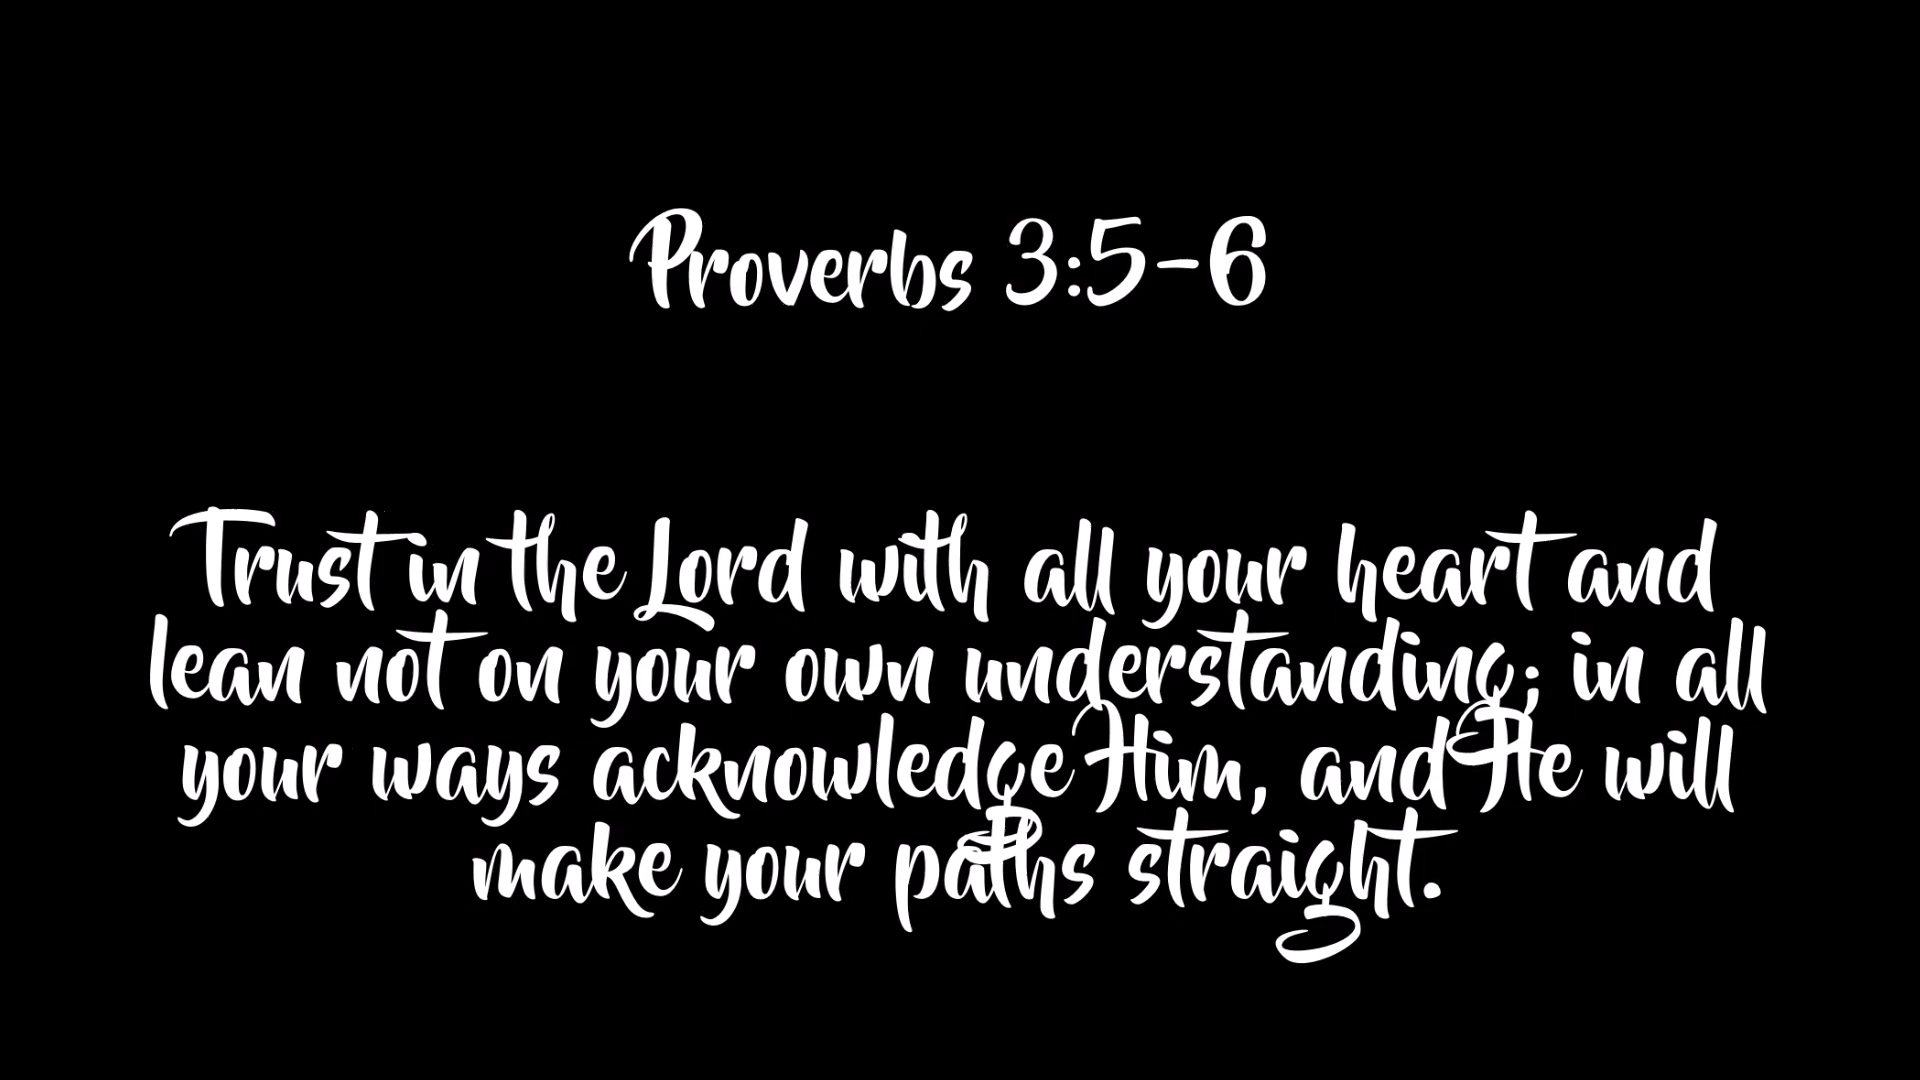 Proverbs 3:5-6
Trust in the Lord with all your heart and
lean not on your own understanding; in all
your ways acknowledge Him, and He will
make your paths straight.